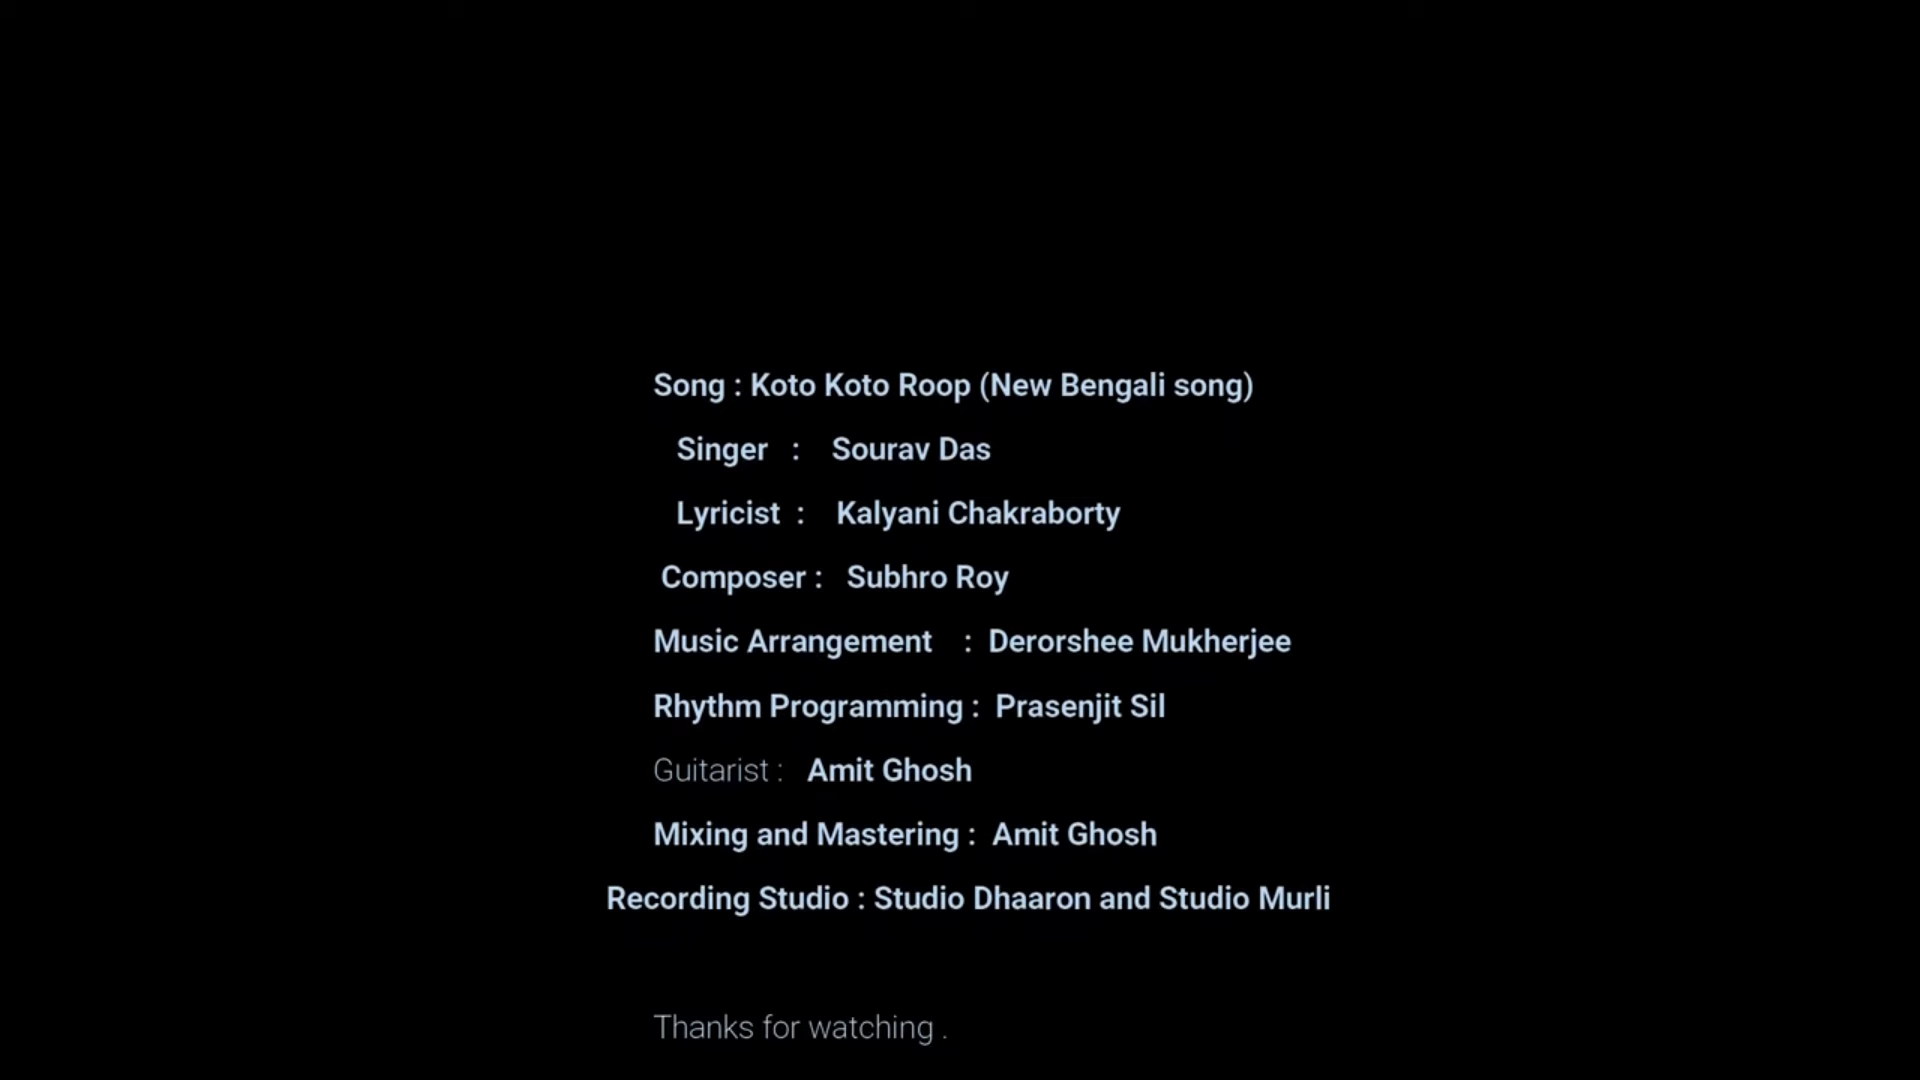 Song : Koto Koto Roop (New Bengali song)
Singer : Sourav Das
Lyricist : Kalyani Chakraborty
Composer : Subhro Roy
Music Arrangement : Derorshee Mukherjee
Rhythm Programming : Prasenjit Sil
Guitarist : Amit Ghosh
Mixing and Mastering : Amit Ghosh
Recording Studio : Studio Dhaaron and Studio Murli
Thanks for watching .